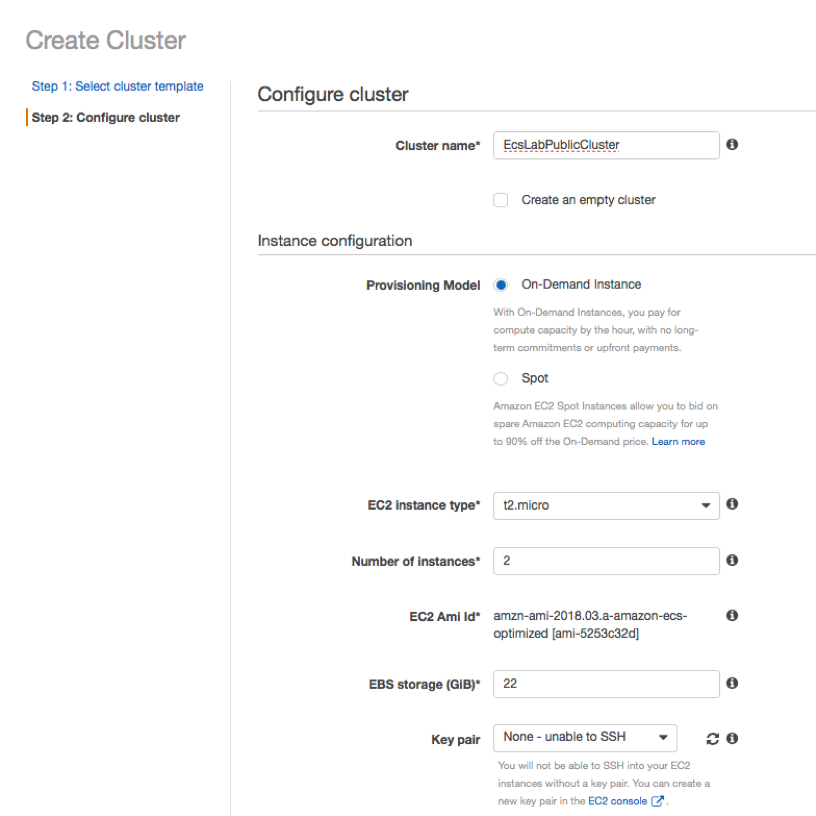 Create Cluster
Step 1: Select cluster template
Step 2: Configure cluster
Configure cluster
Cluster name* EcsLabPublicCluster
Create an empty cluster
Instance configuration
Provisioning Model On-Demand Instance
With On-Demand Instances, you pay for
compute capacity by the hour, with no long-
term commitments or upfront payments.
Spot
Amazon EC2 Spot Instances allow you to bid on
spare Amazon EC2 computing capacity for up
to 90% off the On-Demand price. Learn more
EC2 instance type* t2.micro
Number of instances* 2
EC2 Ami Id* amzn-ami-2018.03.a-amazon-ecs-
optimized [ami-5253c32d]
EBS storage (GiB)* 22
Key pair None - unable to SSH
You will not be able to SSH into your EC2
instances without a key pair. You can create a
new key pair in the EC2 console .